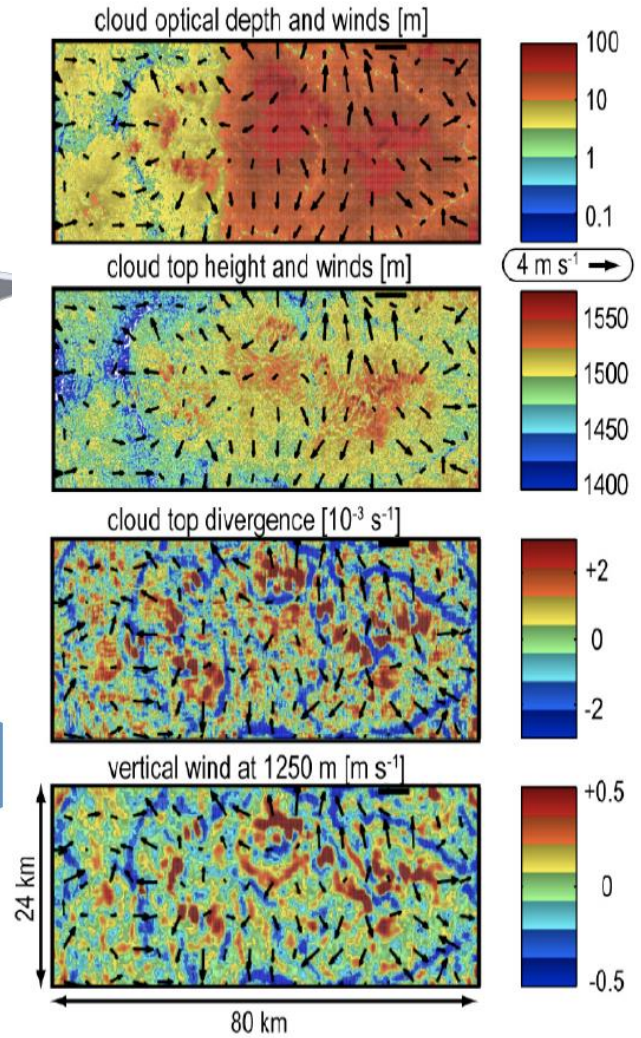 cloud optical depth and winds [m]
100
10
1
0.1
4 m s⁻¹
cloud top height and winds [m]
1550
1500
1450
1400
cloud top divergence [10⁻³ s⁻¹]
+2
0
-2
vertical wind at 1250 m [m s⁻¹]
+0.5
0
-0.5
24 km
80 km